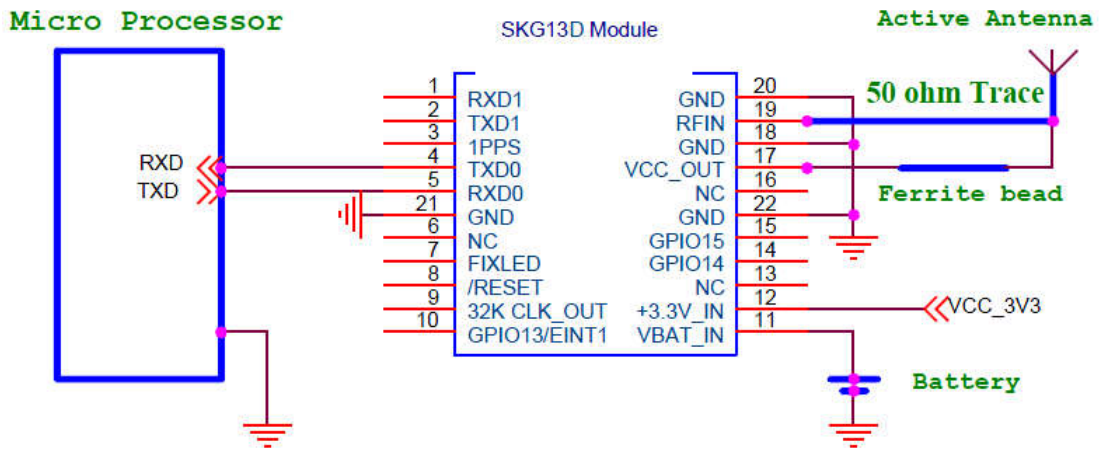 Micro Processor
SKG13D Module
Active Antenna
50 ohm Trace
Ferrite bead
RXD
TXD
1 RXD1
2 TXD1
3 1PPS
4 TXD0
5 RXD0
21 GND
6 NC
7 FIXLED
8 /RESET
9 32K CLK_OUT
10 GPIO13/EINT1
GND 20
RFIN 19
GND 18
VCC_OUT 17
NC 16
GND 22
GPIO15 15
GPIO14 14
NC 13
+3.3V_IN 12
VBAT_IN 11
VCC_3V3
Battery